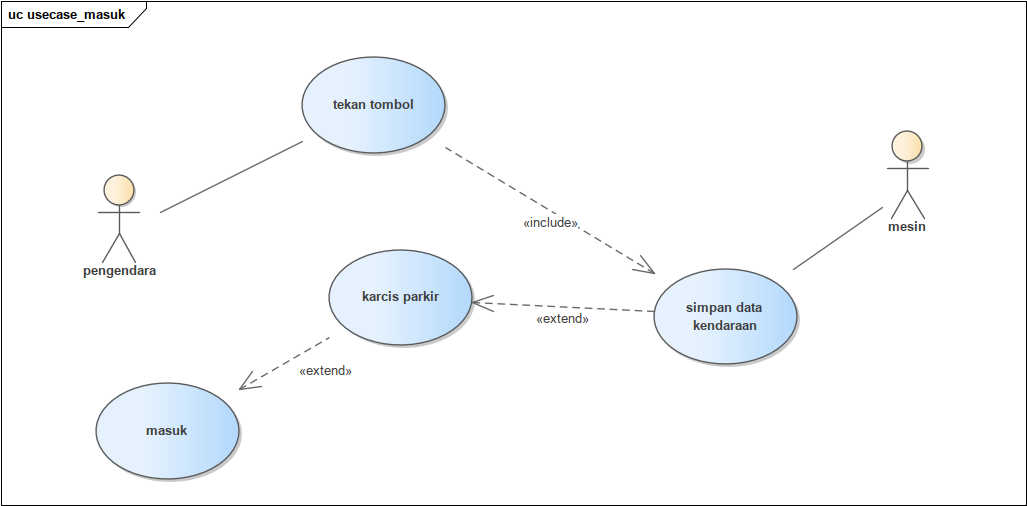 uc usecase_masuk
tekan tombol
pengendara
mesin
«include»
karcis parkir
simpan data
kendaraan
«extend»
«extend»
masuk